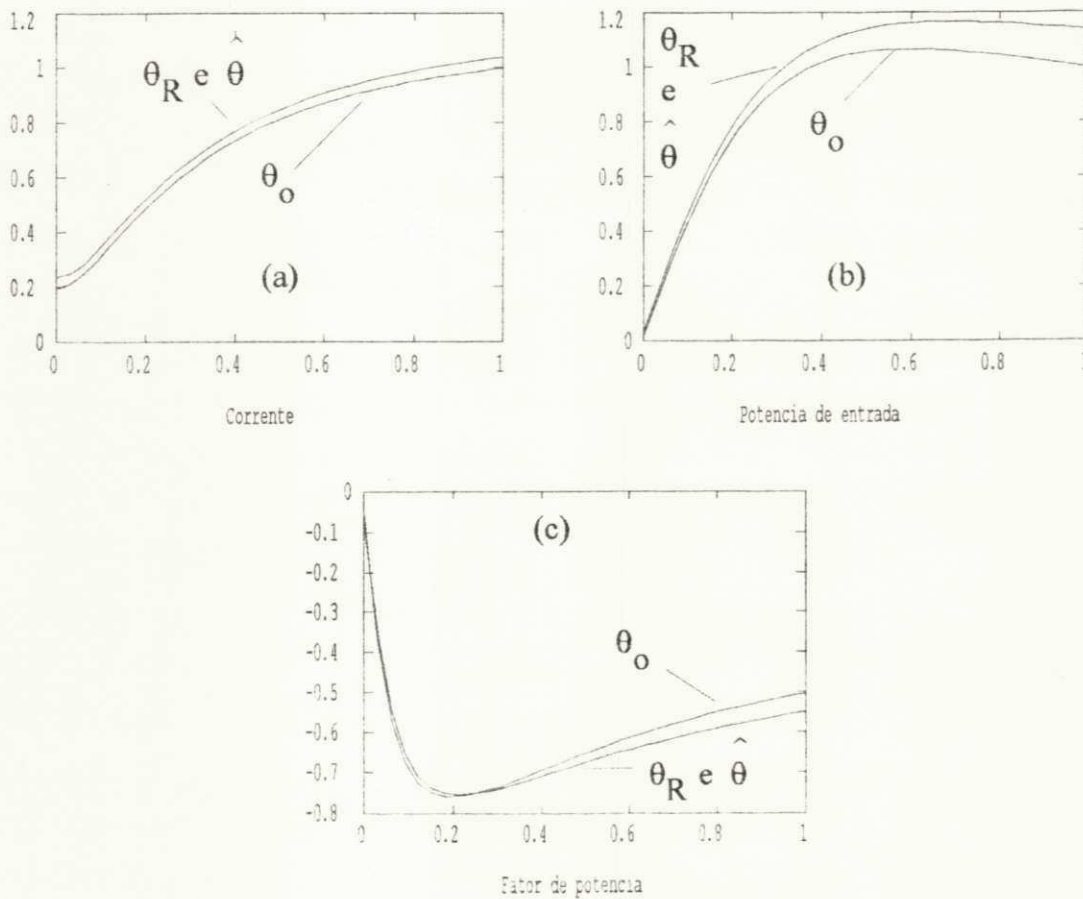 1.2
1
0.8
0.6
0.4
0.2
0
0 0.2 0.4 0.6 0.8 1
θR e θ̂
θo
(a)
Corrente
1.2
1
0.8
0.6
0.4
0.2
0
0 0.2 0.4 0.6 0.8 1
θR
e
θ̂
θo
(b)
Potencia de entrada
0
-0.1
-0.2
-0.3
-0.4
-0.5
-0.6
-0.7
-0.8
0 0.2 0.4 0.6 0.8 1
(c)
θo
θR e θ̂
Fator de potencia